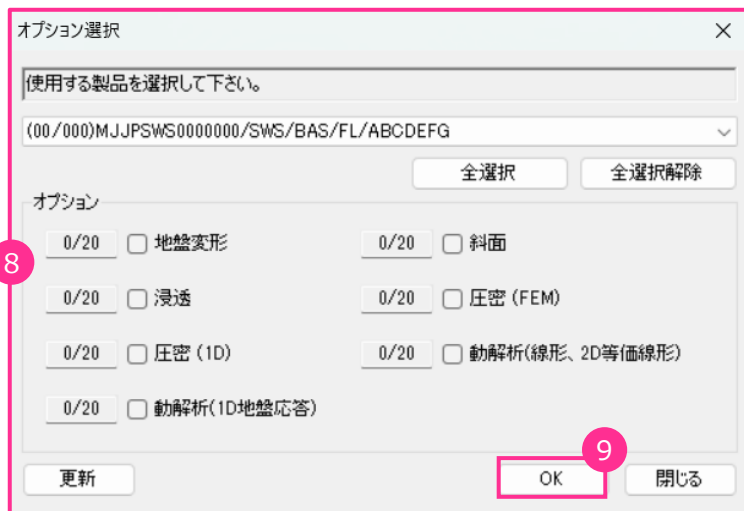 オプション選択
使用する製品を選択して下さい。
(00/000)MJJPSWS0000000/SWS/BAS/FL/ABCDEFG
全選択 全選択解除
オプション
0/20 地盤変形 0/20 斜面
8
0/20 浸透 0/20 圧密(FEM)
0/20 圧密(1D) 0/20 動解析(線形、2D等価線形)
0/20 動解析(1D地盤応答)
9
更新 OK 閉じる